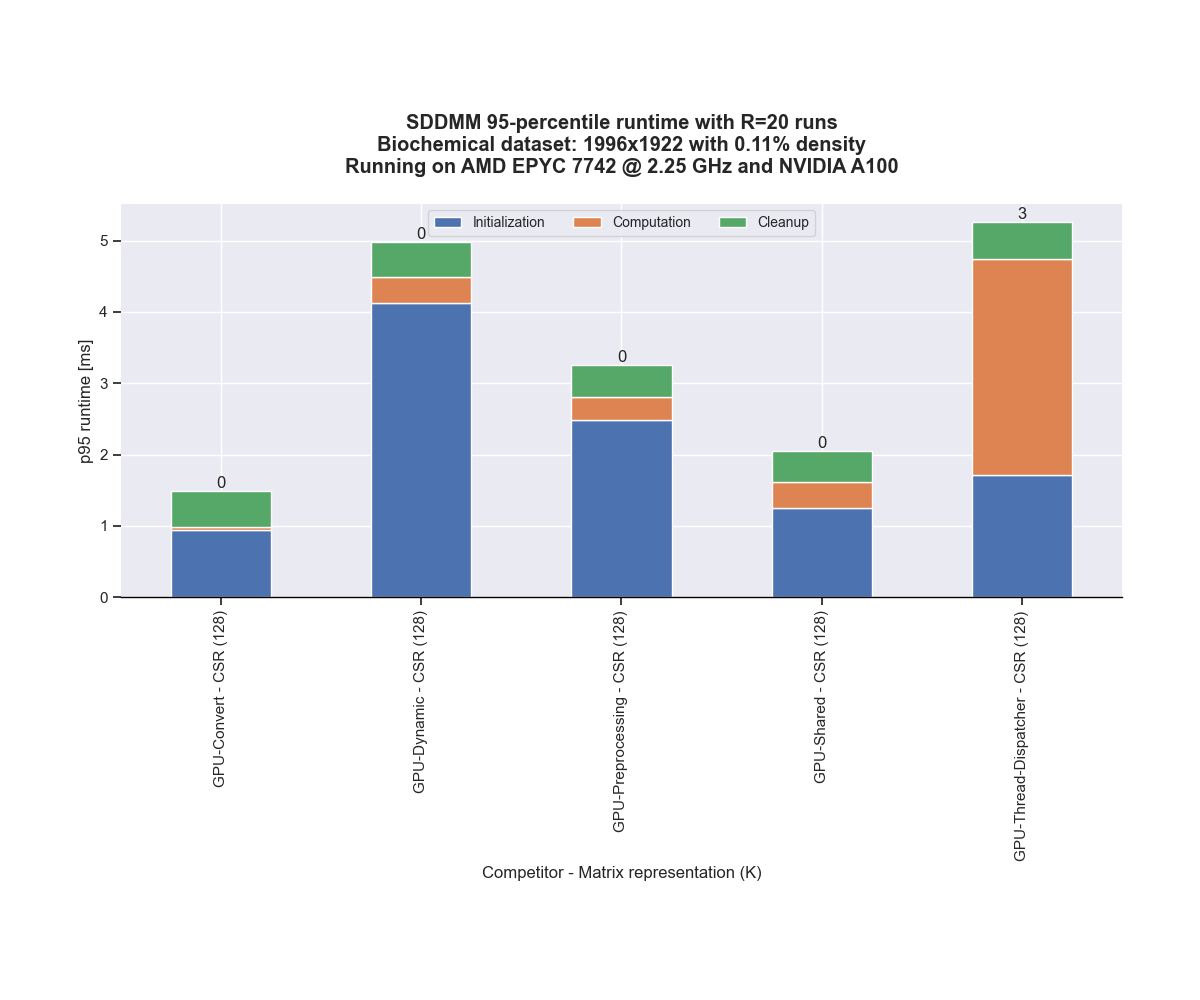 SDDMM 95-percentile runtime with R=20 runs
Biochemical dataset: 1996x1922 with 0.11% density
Running on AMD EPYC 7742 @ 2.25 GHz and NVIDIA A100
Initialization Computation Cleanup
p95 runtime [ms]
5
4
3
2
1
0
0
0
0
0
3
GPU-Convert - CSR (128)
GPU-Dynamic - CSR (128)
GPU-Preprocessing - CSR (128)
GPU-Shared - CSR (128)
GPU-Thread-Dispatcher - CSR (128)
Competitor - Matrix representation (K)